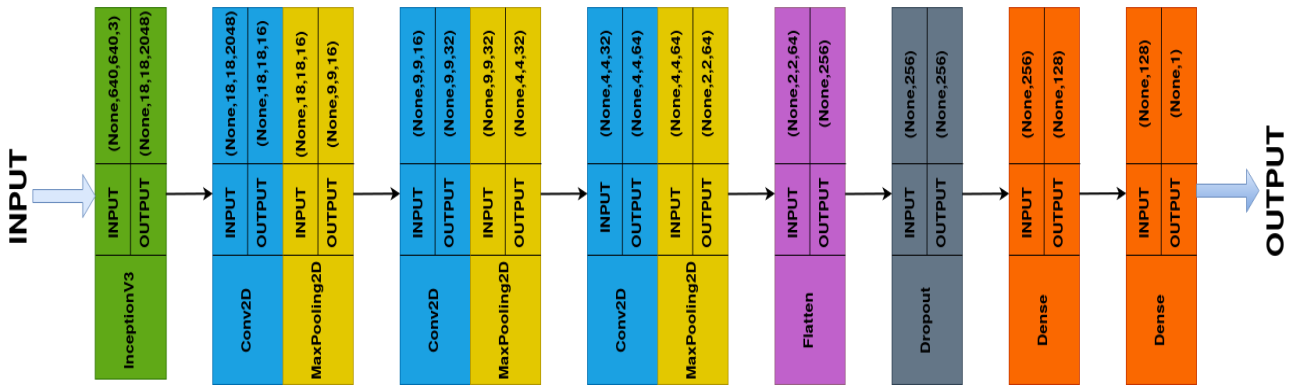 INPUT
InceptionV3
INPUT
(None,640,640,3)
OUTPUT
(None,18,18,2048)
Conv2D
INPUT
(None,18,18,2048)
OUTPUT
(None,18,18,16)
MaxPooling2D
INPUT
(None,18,18,16)
OUTPUT
(None,9,9,16)
Conv2D
INPUT
(None,9,9,16)
OUTPUT
(None,9,9,32)
MaxPooling2D
INPUT
(None,9,9,32)
OUTPUT
(None,4,4,32)
Conv2D
INPUT
(None,4,4,32)
OUTPUT
(None,4,4,64)
MaxPooling2D
INPUT
(None,4,4,64)
OUTPUT
(None,2,2,64)
Flatten
INPUT
(None,2,2,64)
OUTPUT
(None,256)
Dropout
INPUT
(None,256)
OUTPUT
(None,256)
Dense
INPUT
(None,256)
OUTPUT
(None,128)
Dense
INPUT
(None,128)
OUTPUT
(None,1)
OUTPUT